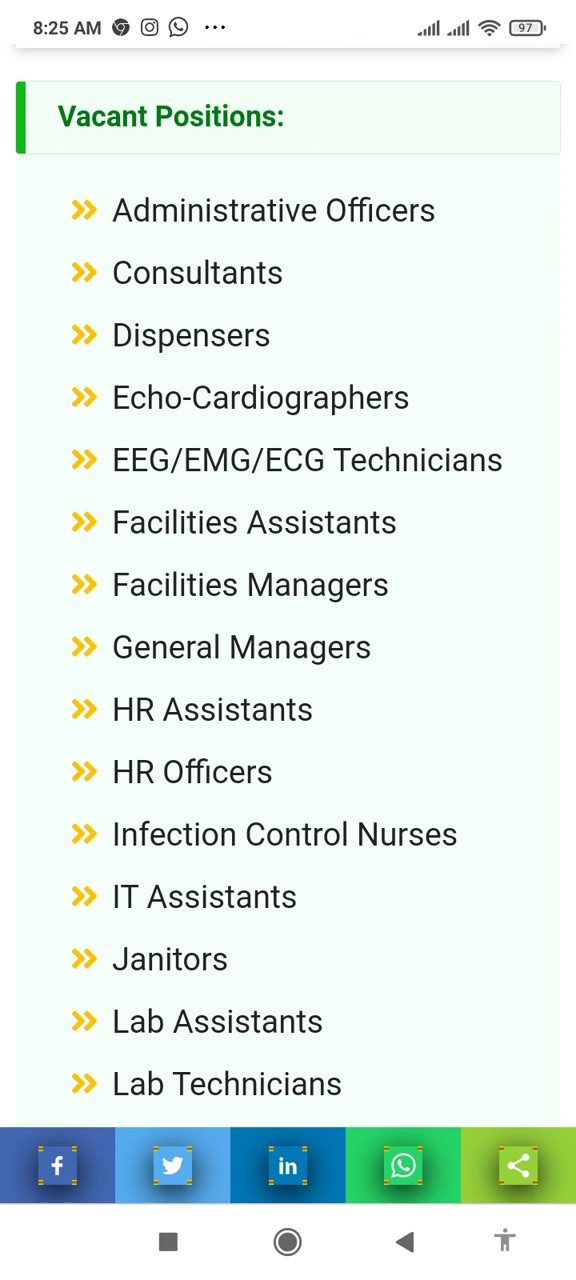 8:25 AM
97
Vacant Positions:
Administrative Officers
Consultants
Dispensers
Echo-Cardiographers
EEG/EMG/ECG Technicians
Facilities Assistants
Facilities Managers
General Managers
HR Assistants
HR Officers
Infection Control Nurses
IT Assistants
Janitors
Lab Assistants
Lab Technicians